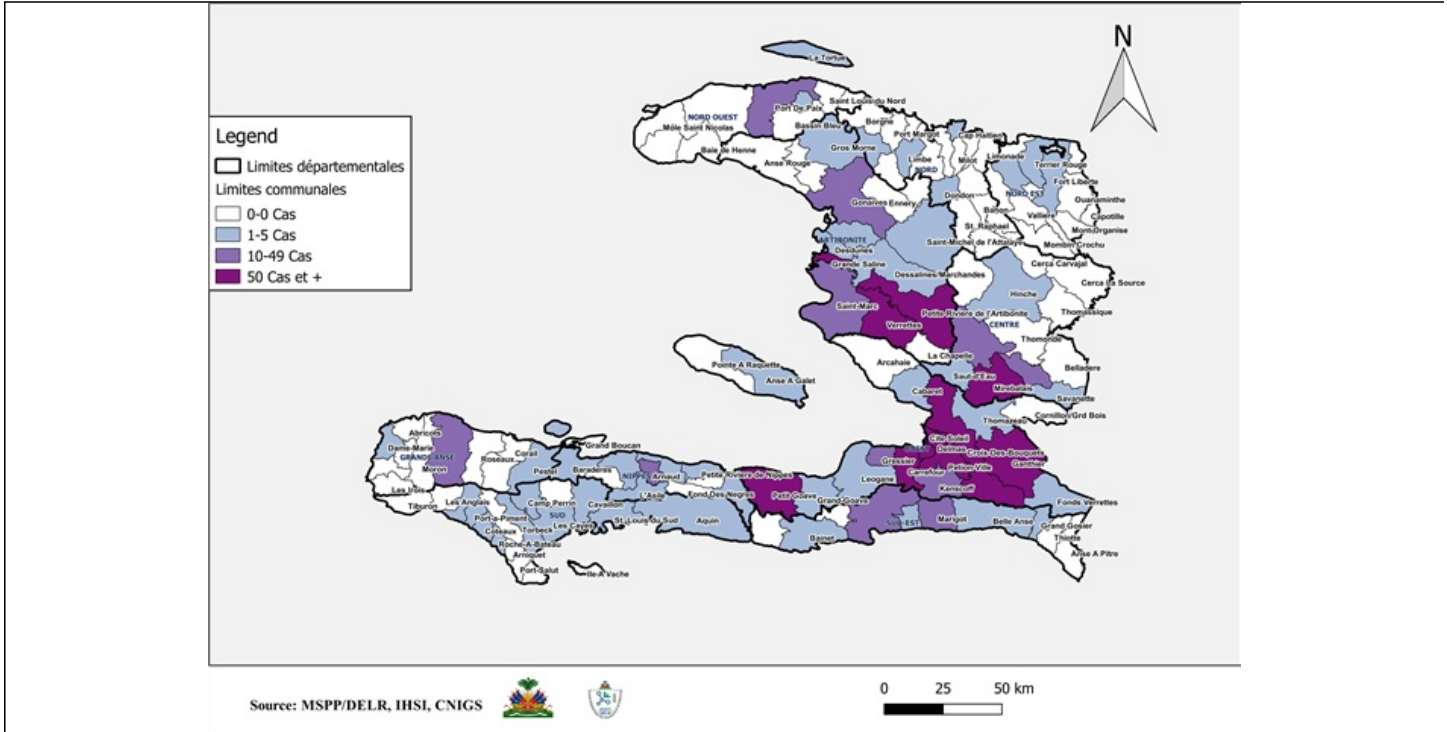 N
Legend
Limites départementales
Limites communales
0-0 Cas
1-5 Cas
10-49 Cas
50 Cas et +
La Tortue
Saint Louis du Nord
Port De Paix
NORD OUEST
Môle Saint Nicolas
Bassin Bleu
Borgne
Port Margot
Cap Haitien
Baie de Henne
Anse Rouge
Gros Morne
Limbe
NORD
Milot
Limonade
Terrier Rouge
Fort Liberte
NORD EST
Ouanaminthe
Gonaives
Ennery
Dondon
Bahon
Valliere
Capotille
St. Raphael
Mont-Organise
Mombin Crochu
ARTIBONITE
Desdunes
Saint-Michel de l'Attalaye
Grande Saline
Dessalines/Marchandes
Cerca Carvajal
Cerca La Source
Hinche
Saint-Marc
Petite Riviere de l'Artibonite
Thomassique
Verrettes
CENTRE
Thomonde
Arcahaie
La Chapelle
Belladere
Pointe A Raquette
Anse A Galet
Saut-d'Eau
Mirebalais
Cabaret
Savanette
Thomazeau
Cornillon/Grd Bois
Abricots
Grand Boucan
Cite Soleil
Dame-Marie
GRANDE ANSE
Moron
Roseaux
Corail
Pestel
Baradères
NIPPES
Arnaud
Petite Riviere de Nippes
Gressier
Delmas
Croix-Des-Bouquets
Ganthier
Carrefour
Petion-Ville
Leogane
Kenscoff
Les Irois
Tiburon
Les Anglais
Camp Perrin
Cavaillon
L'Asile
Fond Des Negres
Petit Goave
Grand Goave
Fonds Verrettes
Port-a-Piment
SUD
Coteaux
Torbeck
Les Cayes
St. Louis du Sud
Aquin
Bainet
SUD-EST
Marigot
Belle Anse
Grand Gosier
Thiotte
Roche-A-Bateau
Arniquet
Port-Salut
Ile-A Vache
Anse A Pitre
Source: MSPP/DELR, IHSI, CNIGS
0 25 50 km